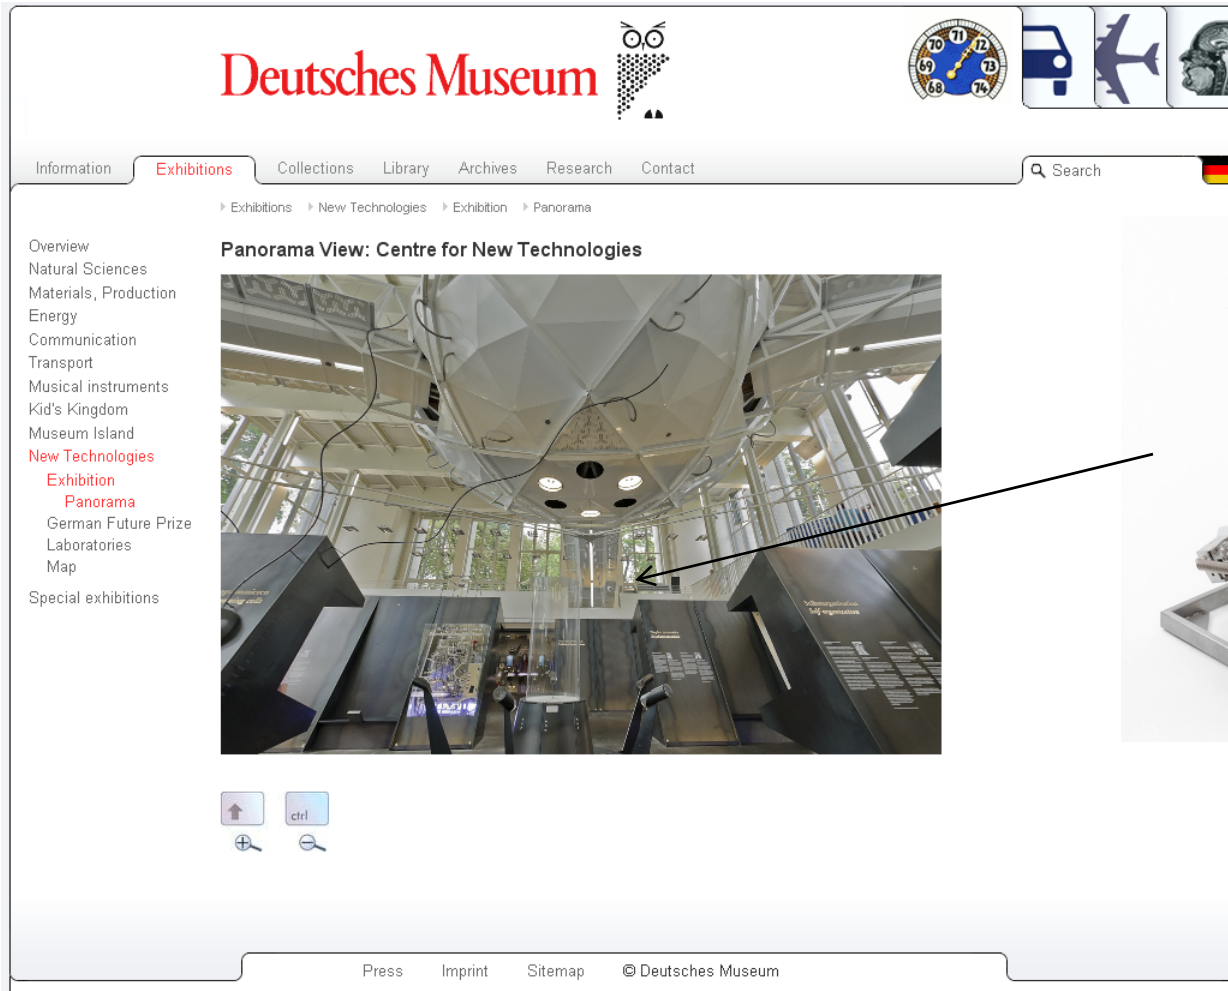 Deutsches Museum
68 69 70 71 72 73 74
Information Exhibitions Collections Library Archives Research Contact Search
Exhibitions New Technologies Exhibition Panorama
Overview
Natural Sciences
Materials, Production
Energy
Communication
Transport
Musical instruments
Kid's Kingdom
Museum Island
New Technologies
Exhibition
Panorama
German Future Prize
Laboratories
Map
Special exhibitions
Panorama View: Centre for New Technologies
Selbstorganisation
Self-organisation
ctrl
Press Imprint Sitemap © Deutsches Museum